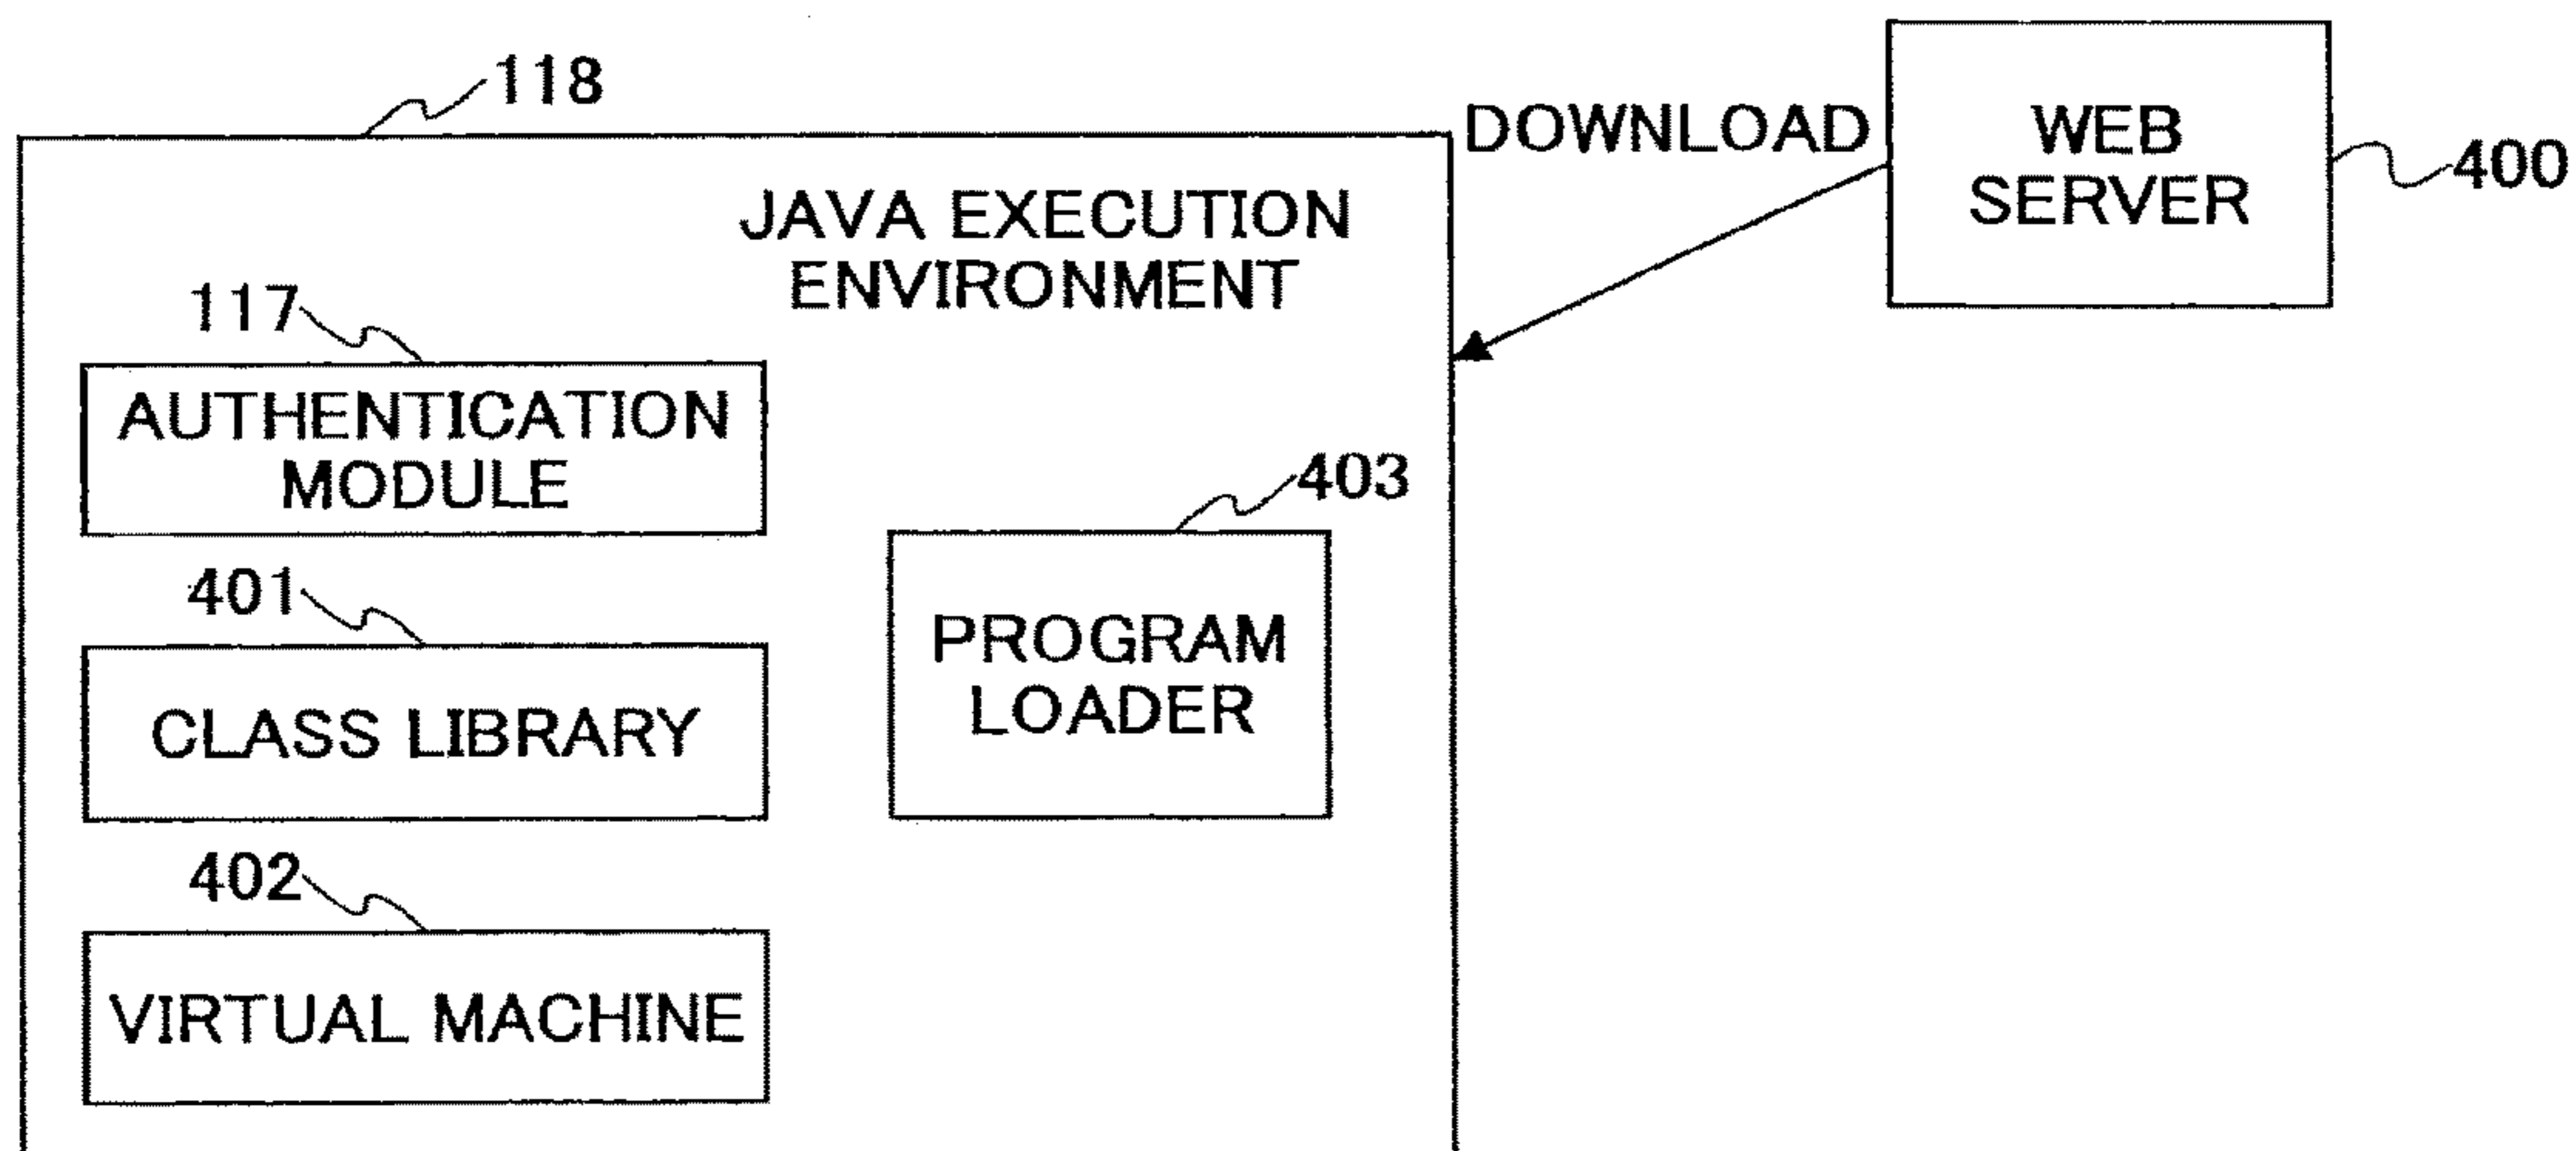 118
DOWNLOAD
WEB
SERVER
400
JAVA EXECUTION
ENVIRONMENT
117
AUTHENTICATION
MODULE
403
PROGRAM
LOADER
401
CLASS LIBRARY
402
VIRTUAL MACHINE